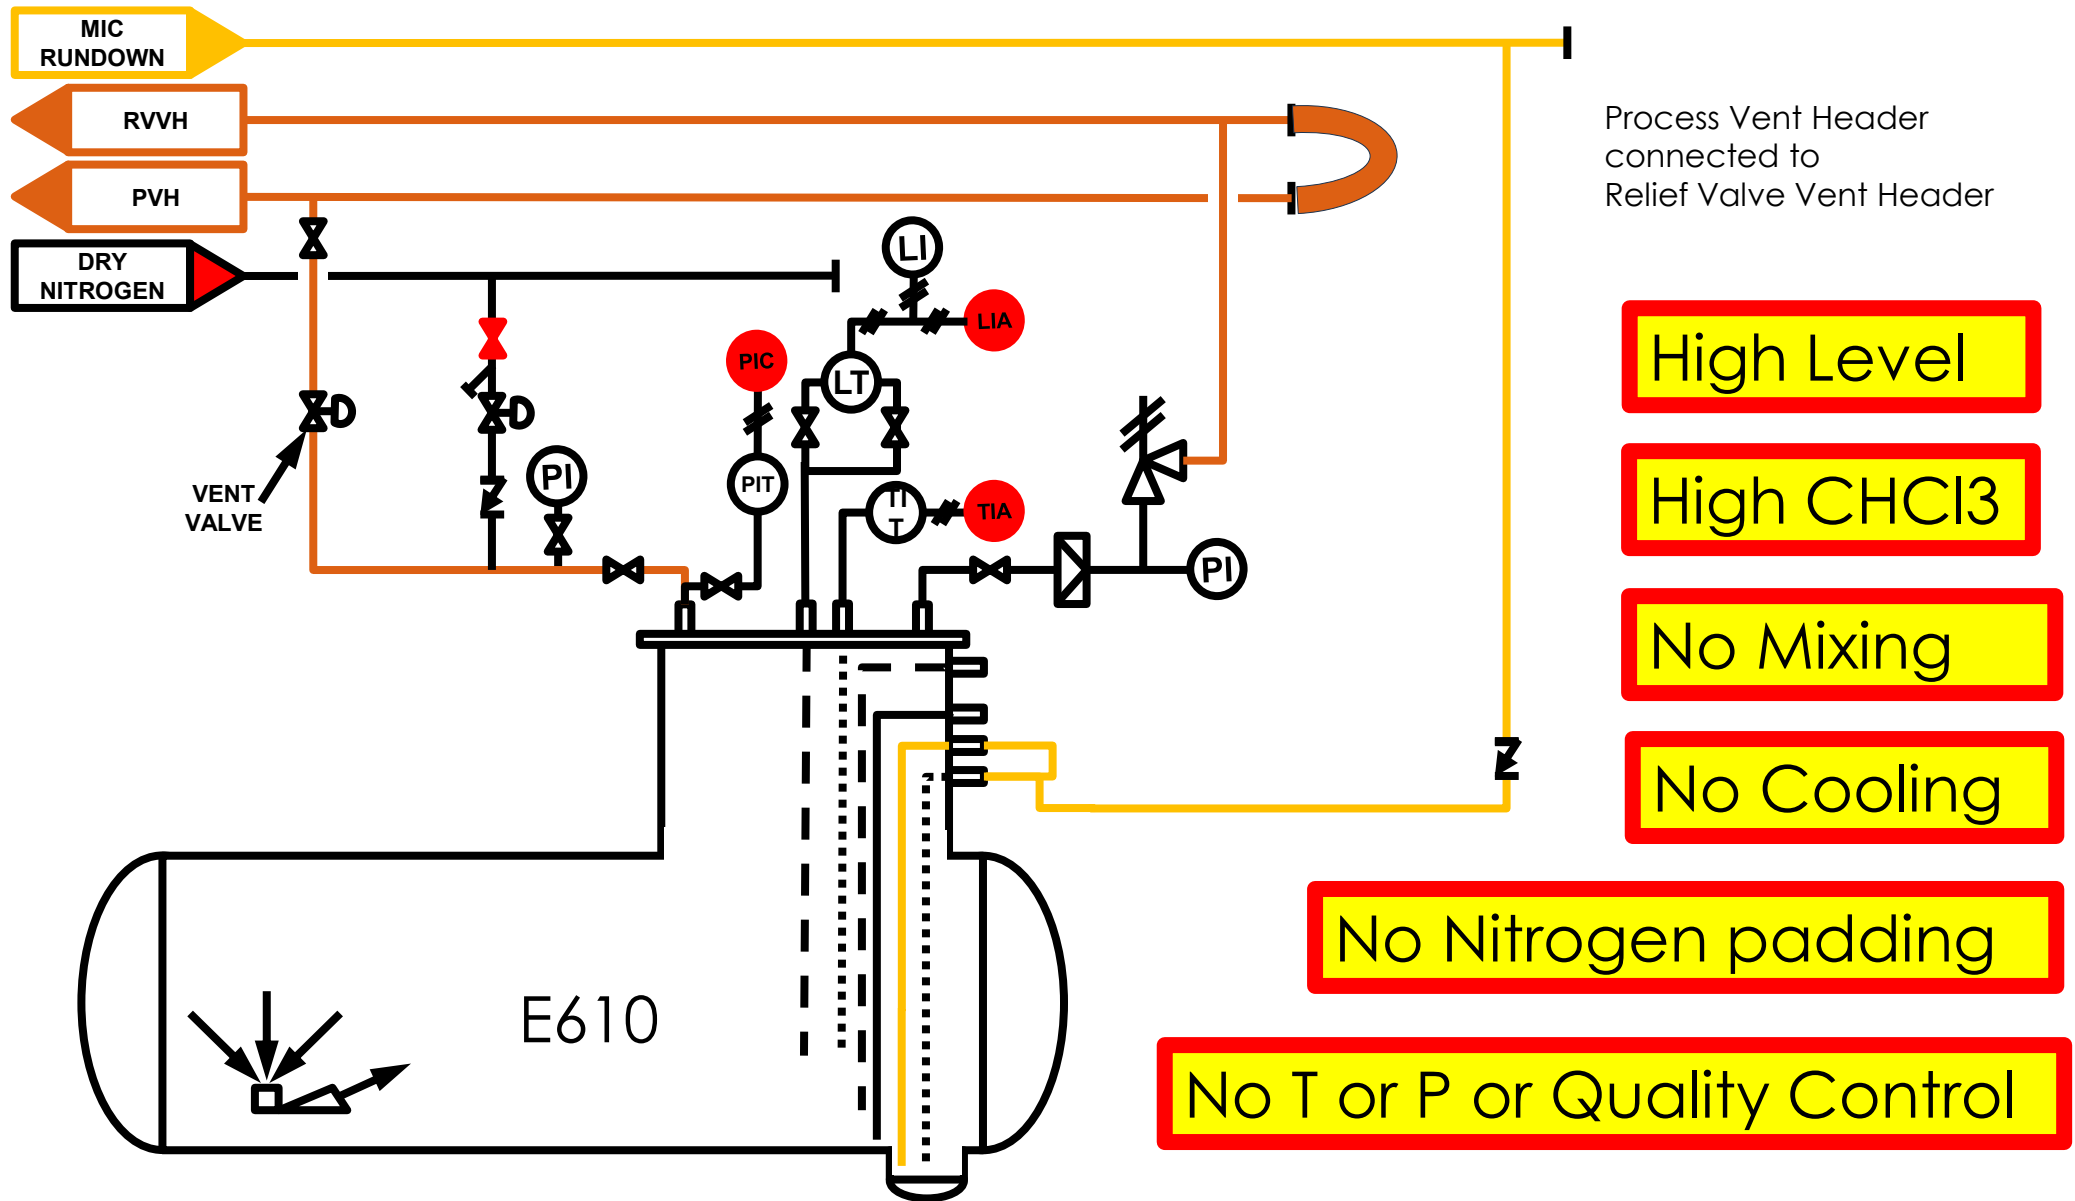 MIC
RUNDOWN
RVVH
PVH
DRY
NITROGEN
Process Vent Header
connected to
Relief Valve Vent Header
LI
LIA
PIC
LT
PI
PIT
VENT
VALVE
TI
T
TIA
PI
High Level
High CHCl3
No Mixing
No Cooling
No Nitrogen padding
No T or P or Quality Control
E610